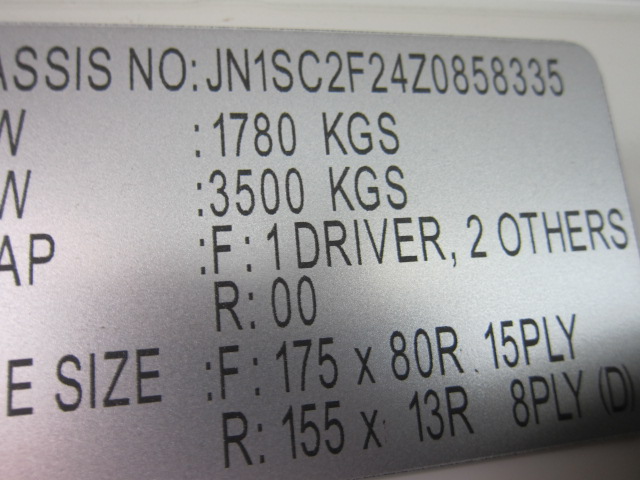 ASSIS NO: JN1SC2F24Z0858335
W :1780 KGS
W :3500 KGS
AP :F: 1 DRIVER, 2 OTHERS
R: 00
E SIZE :F: 175 x 80R 15PLY
R: 155 x 13R 8PLY (D)